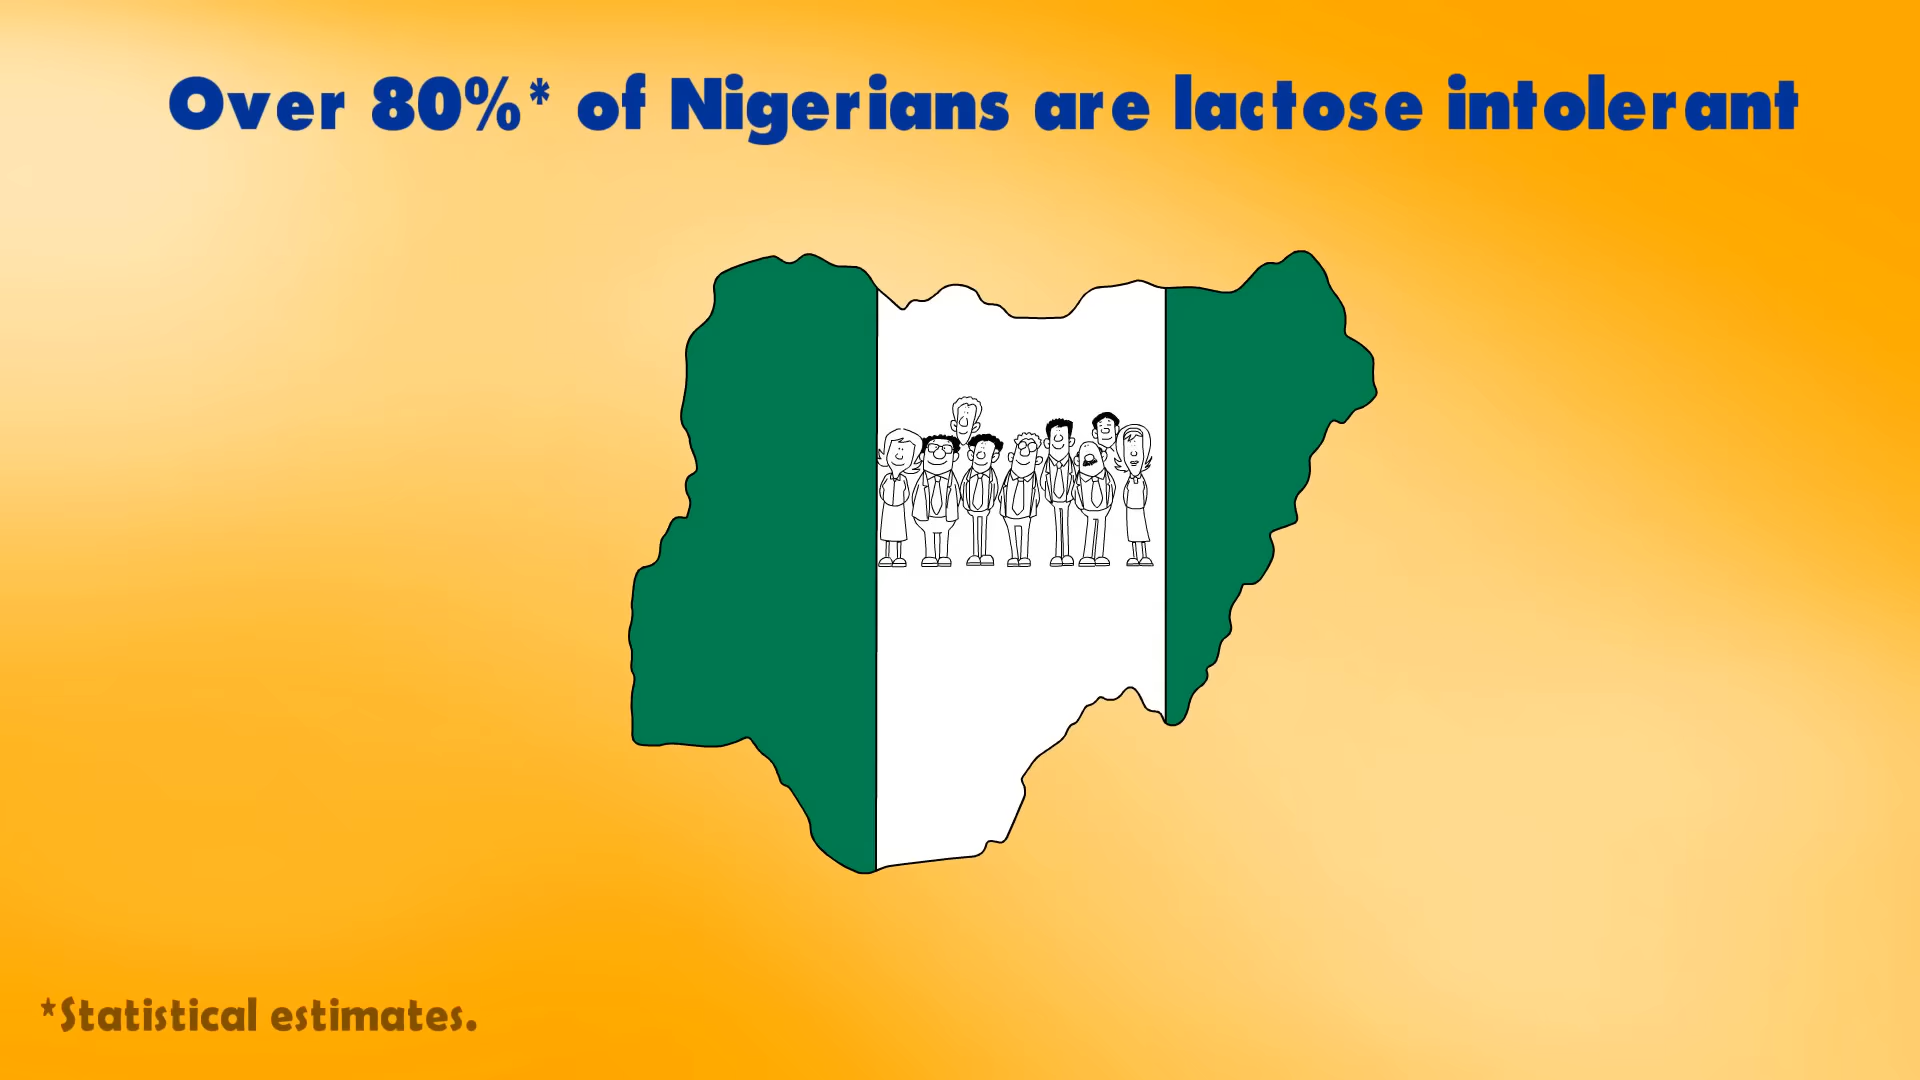 Over 80%* of Nigerians are lactose intolerant
*Statistical estimates.